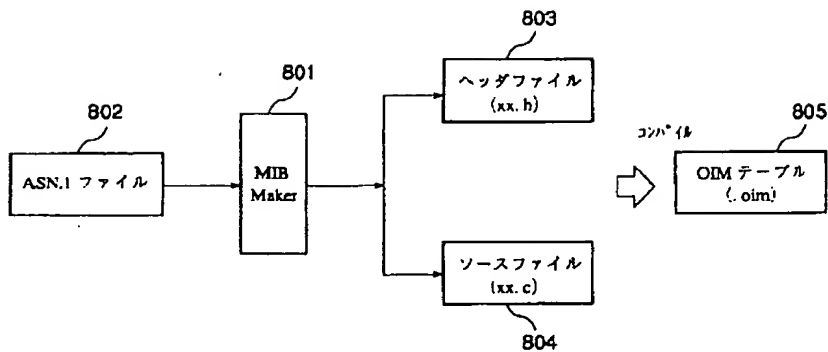 802
ASN.1 ファイル
801
MIB
Maker
803
ヘッダファイル
(xx.h)
ソースファイル
(xx.c)
804
コンパイル
805
OIM テーブル
(.oim)